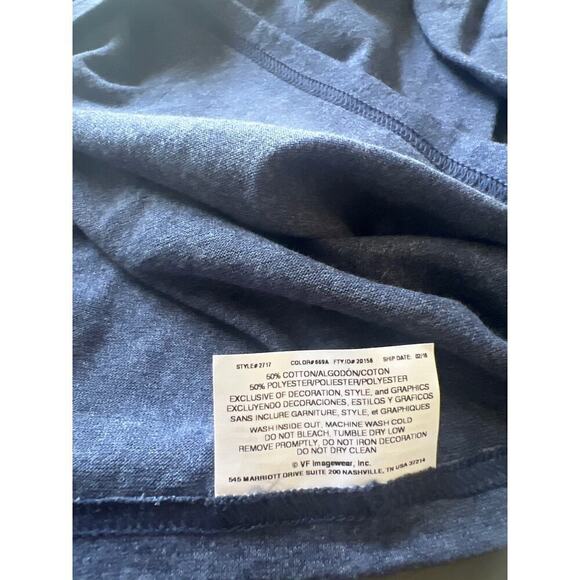 STYLE# 2717 COLOR# 669A FTY.ID# 20158 SHIP DATE: 02/16
50% COTTON/ALGODÓN/COTON
50% POLYESTER/POLIESTER/POLYESTER
EXCLUSIVE OF DECORATION, STYLE, and GRAPHICS
EXCLUYENDO DECORACIONES, ESTILOS Y GRAFICOS
SANS INCLURE GARNITURE, STYLE, et GRAPHIQUES
WASH INSIDE OUT, MACHINE WASH COLD
DO NOT BLEACH, TUMBLE DRY LOW
REMOVE PROMPTLY, DO NOT IRON DECORATION
DO NOT DRY CLEAN
© VF Imagewear, Inc.
545 MARRIOTT DRIVE SUITE 200 NASHVILLE, TN USA 37214